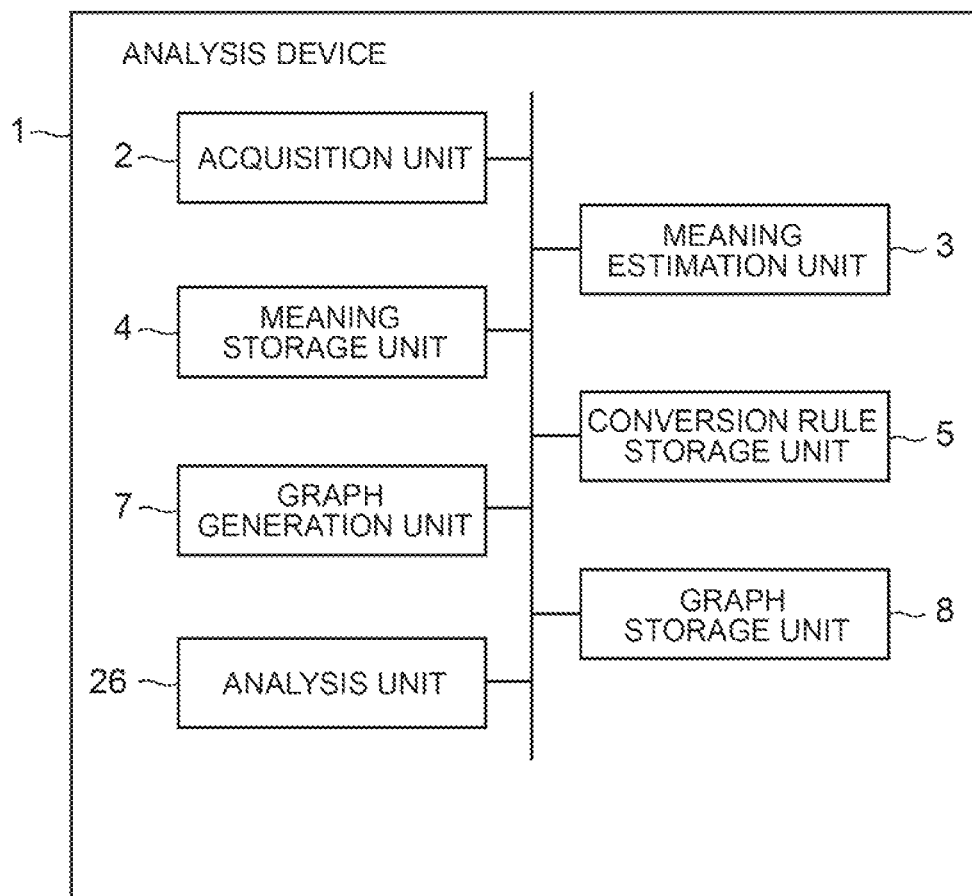 ANALYSIS DEVICE
1
2
ACQUISITION UNIT
MEANING
ESTIMATION UNIT
3
4
MEANING
STORAGE UNIT
CONVERSION RULE
STORAGE UNIT
5
7
GRAPH
GENERATION UNIT
GRAPH
STORAGE UNIT
8
26
ANALYSIS UNIT